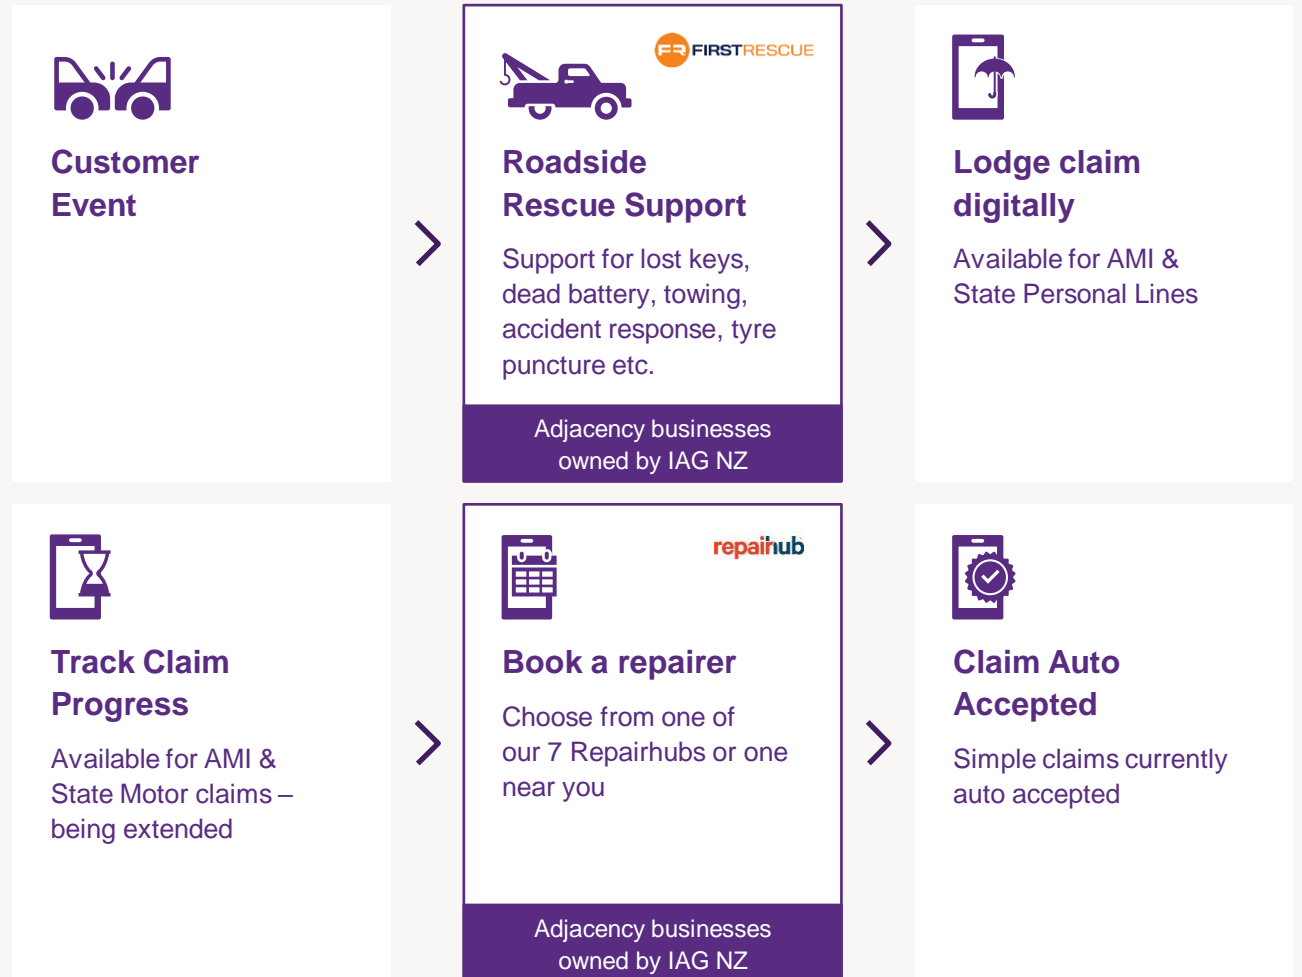 Customer
Event
FR FIRSTRESCUE
Roadside
Rescue Support
Support for lost keys,
dead battery, towing,
accident response, tyre
puncture etc.
Adjacency businesses
owned by IAG NZ
Lodge claim
digitally
Available for AMI &
State Personal Lines
Track Claim
Progress
Available for AMI &
State Motor claims –
being extended
repairhub
Book a repairer
Choose from one of
our 7 Repairhubs or one
near you
Adjacency businesses
owned by IAG NZ
Claim Auto
Accepted
Simple claims currently
auto accepted